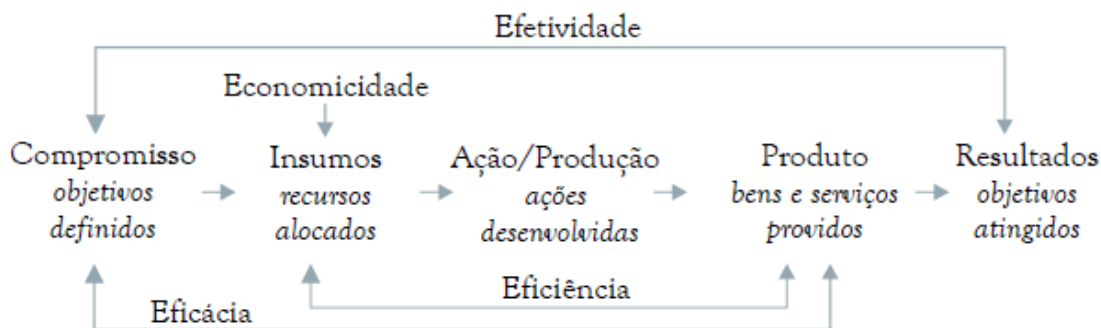 Efetividade
Economicidade
Compromisso
objetivos
definidos
Insumos
recursos
alocados
Ação/Produção
ações
desenvolvidas
Produto
bens e serviços
providos
Resultados
objetivos
atingidos
Eficiência
Eficácia